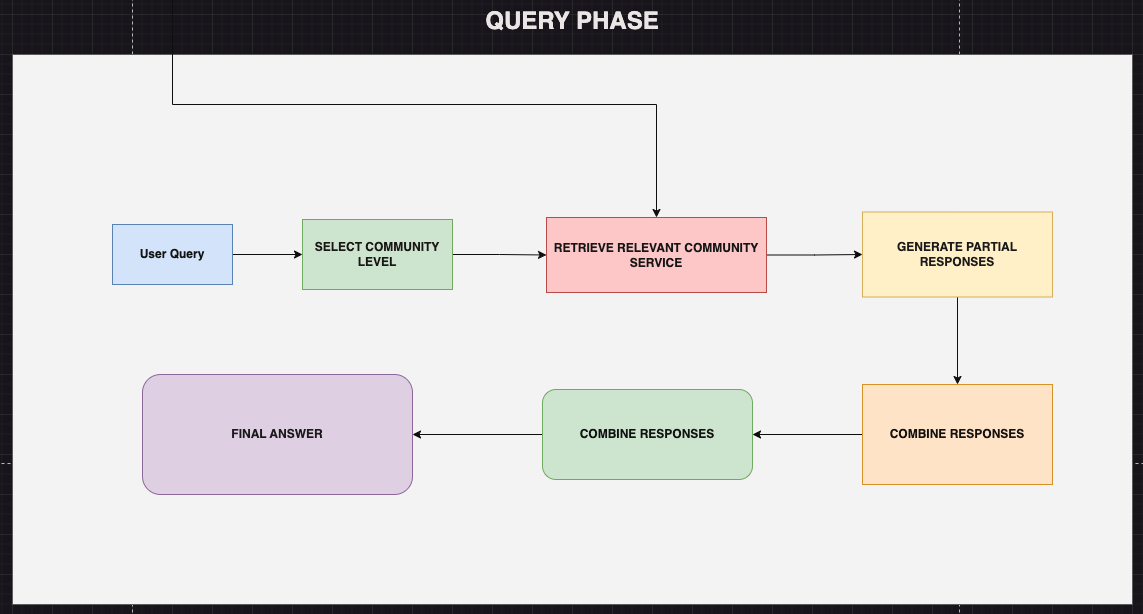 QUERY PHASE
User Query
SELECT COMMUNITY
LEVEL
RETRIEVE RELEVANT COMMUNITY
SERVICE
GENERATE PARTIAL
RESPONSES
FINAL ANSWER
COMBINE RESPONSES
COMBINE RESPONSES